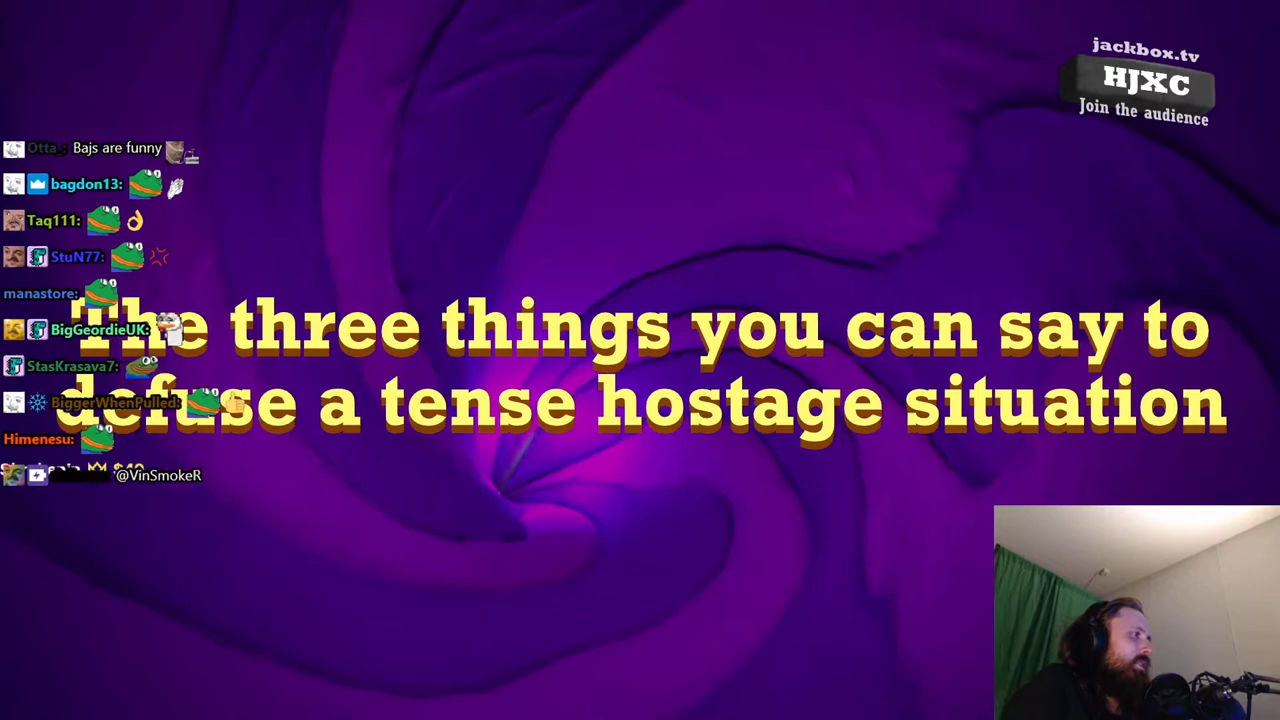 jackbox.tv
HJXC
Join the audience
Otta_: Bajs are funny
bagdon13:
Taq111:
StuN77:
manastore:
BigGeordieUK:
StasKrasava7:
BiggerWhenPulled:
Himenesu:
@VinSmokeR
The three things you can say to
defuse a tense hostage situation